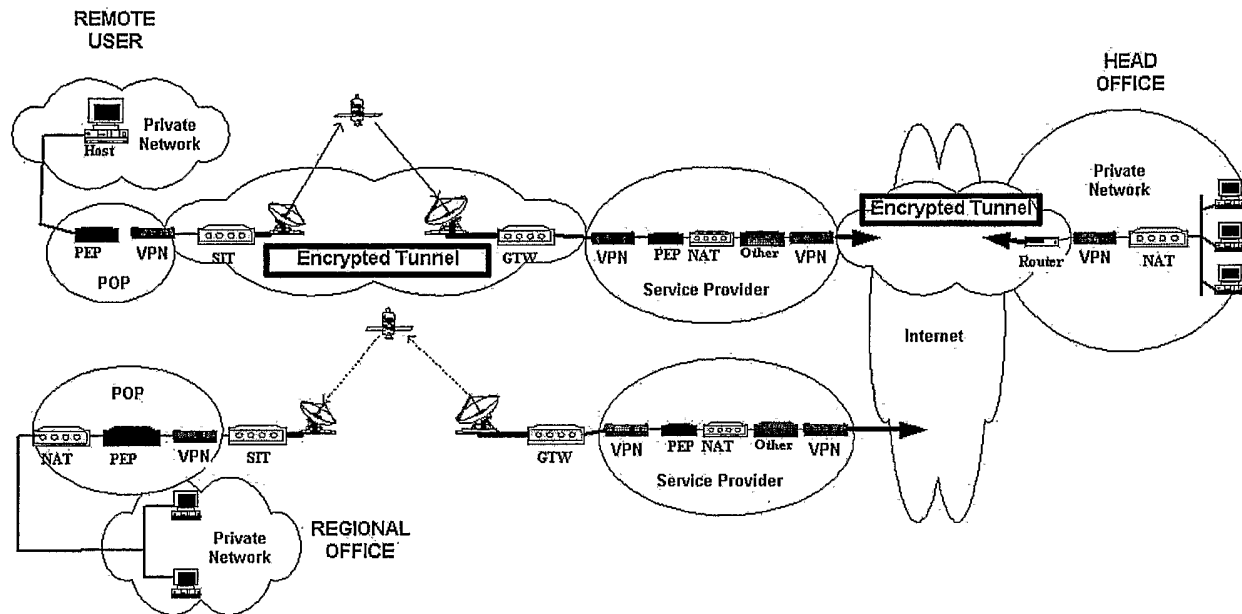 REMOTE
USER
HEAD
OFFICE
Private
Network
Host
Private
Network
Encrypted Tunnel
Encrypted Tunnel
PEP
VPN
SIT
GTW
VPN
PEP
NAT
Other
VPN
Router
VPN
NAT
POP
Service Provider
Internet
POP
NAT
PEP
VPN
SIT
GTW
VPN
PEP
NAT
Other
VPN
Service Provider
Private
Network
REGIONAL
OFFICE